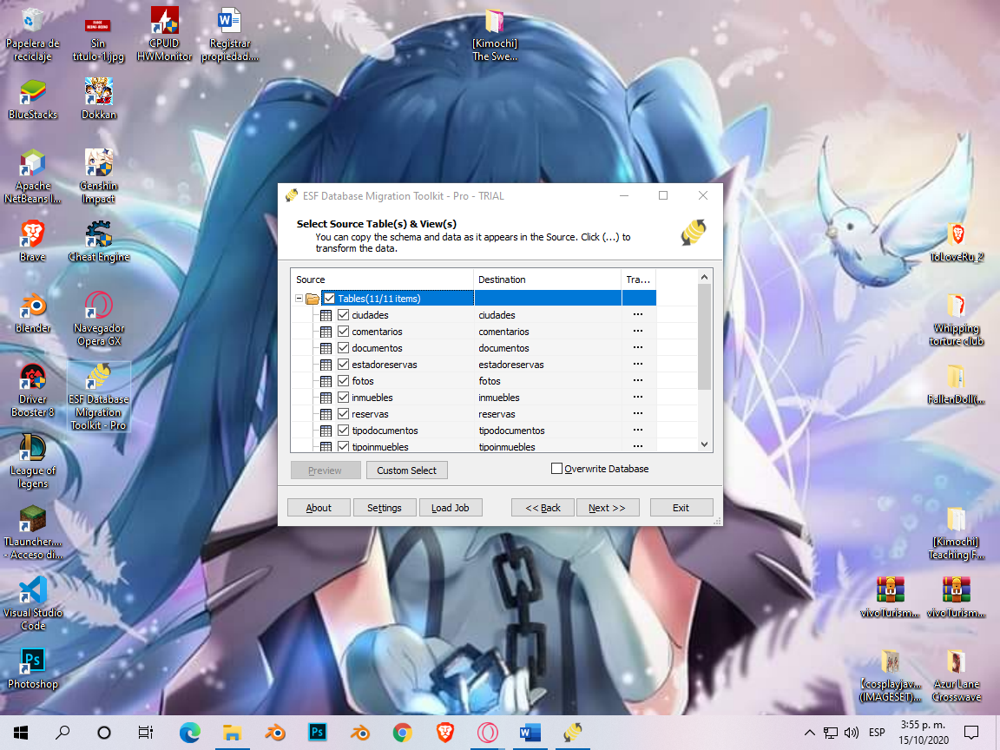 Papelera de
reciclaje
Sin
título-1.jpg
CPUID
HWMonitor
Registrar
propiedad....
[Kimochi]
The Swe...
BlueStacks
Dokkan
Apache
NetBeans I...
Genshin
Impact
Brave
Cheat Engine
ToLoveRu_2
blender
Navegador
Opera GX
Whipping
torture club
Driver
Booster 8
ESF Database
Migration
Toolkit - Pro
FallenDoll(...
League of
legens
TLauncher....
- Acceso di...
[Kimochi]
Teaching F...
Visual Studio
Code
vivoTurism...
vivoTurism...
Ps
Photoshop
【cosplayjav...
(IMAGESET)...
Azur Lane
Crosswave
ESF Database Migration Toolkit - Pro - TRIAL
Select Source Table(s) & View(s)
You can copy the schema and data as it appears in the Source. Click (...) to
transform the data.
Source Destination Tra...
Tables(11/11 items)
ciudades ciudades ...
comentarios comentarios ...
documentos documentos ...
estadoreservas estadoreservas ...
fotos fotos ...
inmuebles inmuebles ...
reservas reservas ...
tipodocumentos tipodocumentos ...
tipoinmuebles tipoinmuebles ...
Preview Custom Select Overwrite Database
About Settings Load Job << Back Next >> Exit
Ps
ESP
3:55 p. m.
15/10/2020